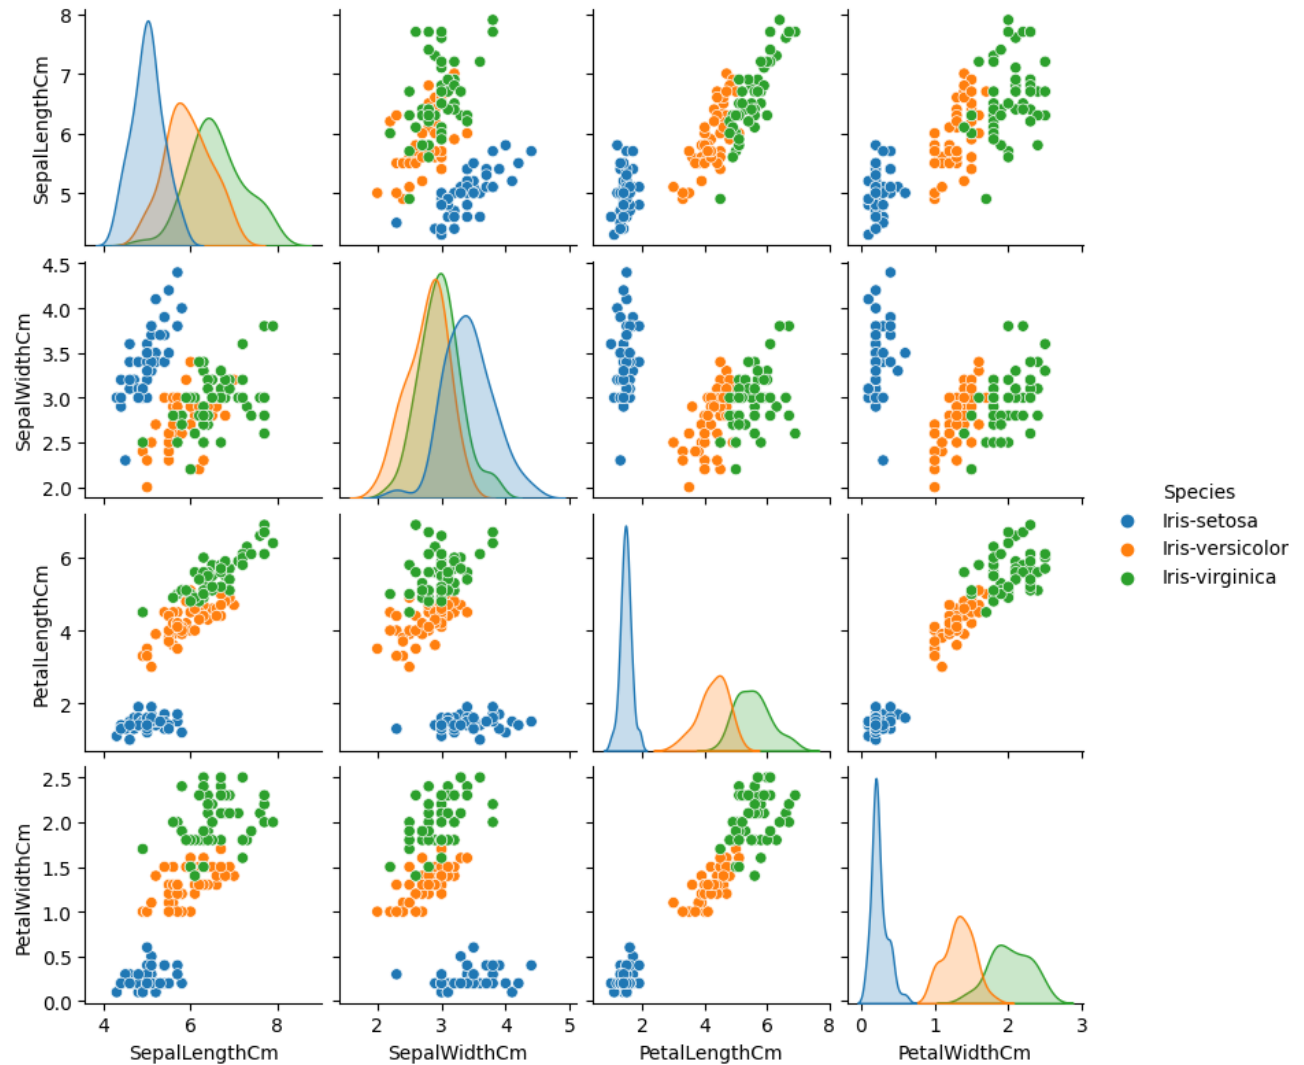 8
7
6
5
SepalLengthCm
4.5
4.0
3.5
3.0
2.5
2.0
SepalWidthCm
6
4
2
PetalLengthCm
2.5
2.0
1.5
1.0
0.5
0.0
PetalWidthCm
4 6 8
SepalLengthCm
2 3 4 5
SepalWidthCm
2 4 6 8
PetalLengthCm
0 1 2 3
PetalWidthCm
Species
Iris-setosa
Iris-versicolor
Iris-virginica